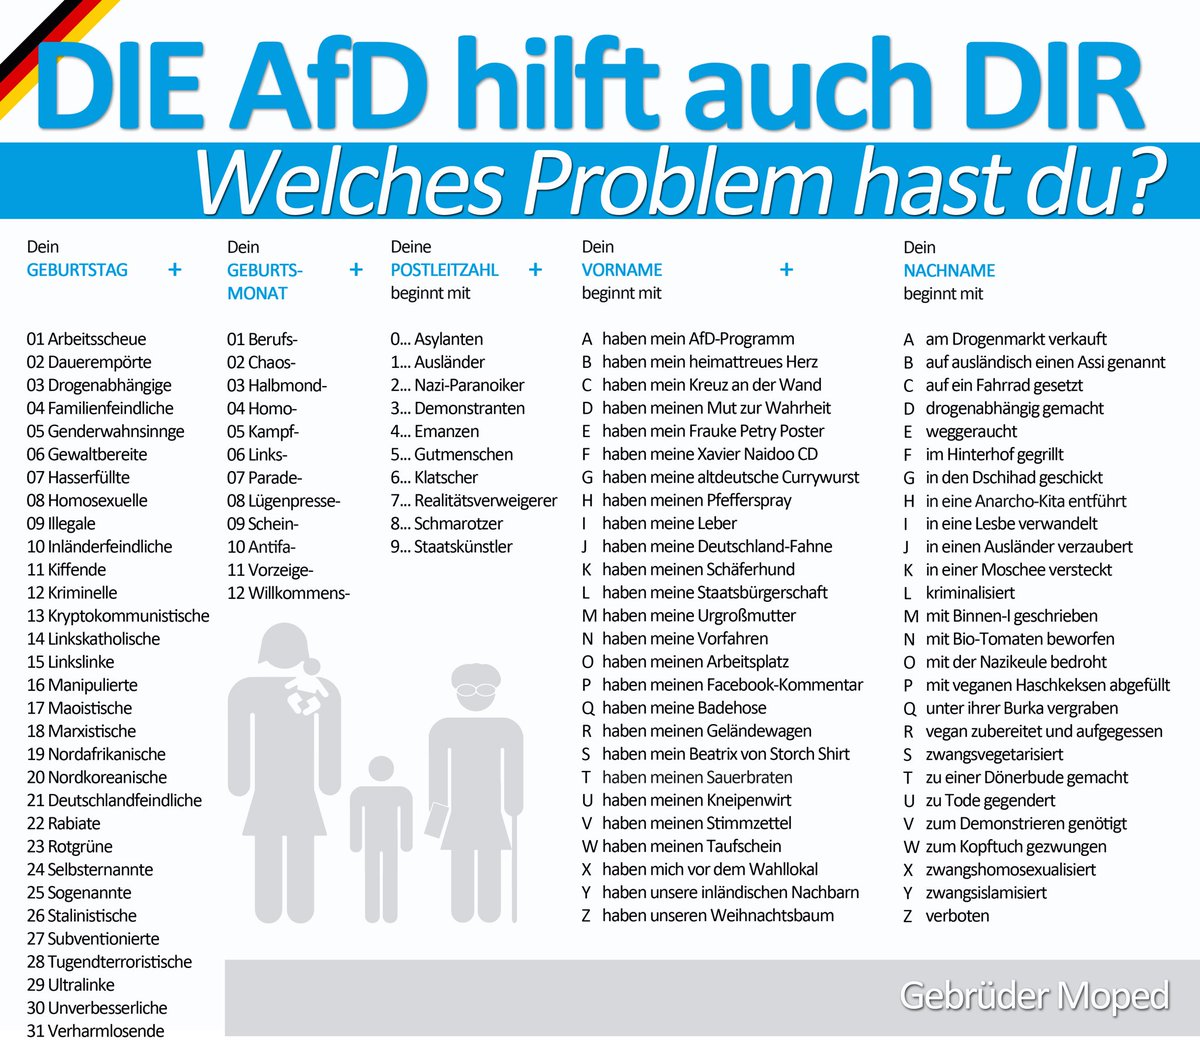 DIE AfD hilft auch DIR
Welches Problem hast du?
Dein
GEBURTSTAG +
01 Arbeitsscheue
02 Dauerempörte
03 Drogenabhängige
04 Familienfeindliche
05 Genderwahnsinnge
06 Gewaltbereite
07 Hasserfüllte
08 Homosexuelle
09 Illegale
10 Inländerfeindliche
11 Kiffende
12 Kriminelle
13 Kryptokommunistische
14 Linkskatholische
15 Linkslinke
16 Manipulierte
17 Maoistische
18 Marxistische
19 Nordafrikanische
20 Nordkoreanische
21 Deutschlandfeindliche
22 Rabiate
23 Rotgrüne
24 Selbsternannte
25 Sogenannte
26 Stalinistische
27 Subventionierte
28 Tugendterroristische
29 Ultralinke
30 Unverbesserliche
31 Verharmlosende
Dein
GEBURTS- +
MONAT
01 Berufs-
02 Chaos-
03 Halbmond-
04 Homo-
05 Kampf-
06 Links-
07 Parade-
08 Lügenpresse-
09 Schein-
10 Antifa-
11 Vorzeige-
12 Willkommens-
Deine
POSTLEITZAHL +
beginnt mit
0... Asylanten
1... Ausländer
2... Nazi-Paranoiker
3... Demonstranten
4... Emanzen
5... Gutmenschen
6... Klatscher
7... Realitätsverweigerer
8... Schmarotzer
9... Staatskünstler
Dein
VORNAME +
beginnt mit
A haben mein AfD-Programm
B haben mein heimattreues Herz
C haben mein Kreuz an der Wand
D haben meinen Mut zur Wahrheit
E haben mein Frauke Petry Poster
F haben meine Xavier Naidoo CD
G haben meine altdeutsche Currywurst
H haben meinen Pfefferspray
I haben meine Leber
J haben meine Deutschland-Fahne
K haben meinen Schäferhund
L haben meine Staatsbürgerschaft
M haben meine Urgroßmutter
N haben meine Vorfahren
O haben meinen Arbeitsplatz
P haben meinen Facebook-Kommentar
Q haben meine Badehose
R haben meinen Geländewagen
S haben mein Beatrix von Storch Shirt
T haben meinen Sauerbraten
U haben meinen Kneipenwirt
V haben meinen Stimmzettel
W haben meinen Taufschein
X haben mich vor dem Wahllokal
Y haben unsere inländischen Nachbarn
Z haben unseren Weihnachtsbaum
Dein
NACHNAME
beginnt mit
A am Drogenmarkt verkauft
B auf ausländisch einen Assi genannt
C auf ein Fahrrad gesetzt
D drogenabhängig gemacht
E weggeraucht
F im Hinterhof gegrillt
G in den Dschihad geschickt
H in eine Anarcho-Kita entführt
I in eine Lesbe verwandelt
J in einen Ausländer verzaubert
K in einer Moschee versteckt
L kriminalisiert
M mit Binnen-I geschrieben
N mit Bio-Tomaten beworfen
O mit der Nazikeule bedroht
P mit veganen Haschkeksen abgefüllt
Q unter ihrer Burka vergraben
R vegan zubereitet und aufgegessen
S zwangsvegetarisiert
T zu einer Dönerbude gemacht
U zu Tode gegendert
V zum Demonstrieren genötigt
W zum Kopftuch gezwungen
X zwangshomosexualisiert
Y zwangsislamisiert
Z verboten
Gebrüder Moped